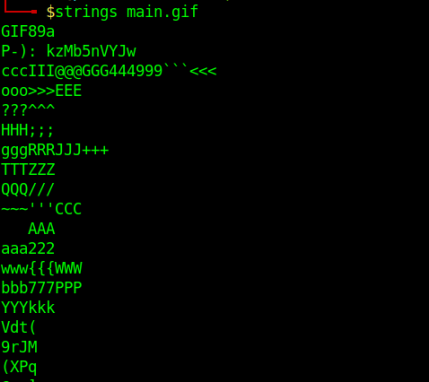 $strings main.gif
GIF89a
P-): kzMb5nVYJw
cccIII@@@GGG444999```<<<
ooo>>>EEE
???^^^
HHH;;;
gggRRRJJJ+++
TTTZZZ
QQQ///
~~~'''CCC
   AAA
aaa222
www{{{WWW
bbb777PPP
YYYkkk
Vdt(
9rJM
(XPq